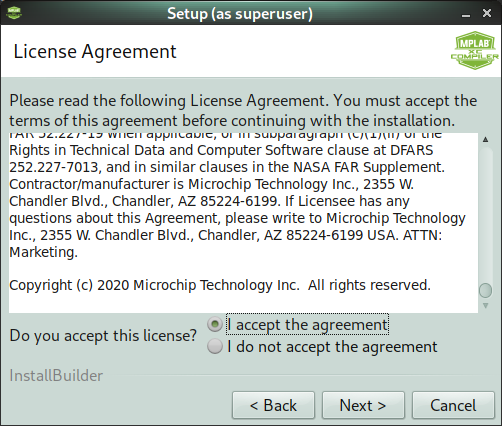 Setup (as superuser)
License Agreement
MPLAB
XC
COMPILER
Please read the following License Agreement. You must accept the
terms of this agreement before continuing with the installation.
FAR 52.227-19 when applicable, or in subparagraph (c)(1)(ii) of the
Rights in Technical Data and Computer Software clause at DFARS
252.227-7013, and in similar clauses in the NASA FAR Supplement.
Contractor/manufacturer is Microchip Technology Inc., 2355 W.
Chandler Blvd., Chandler, AZ 85224-6199. If Licensee has any
questions about this Agreement, please write to Microchip Technology
Inc., 2355 W. Chandler Blvd., Chandler, AZ 85224-6199 USA. ATTN:
Marketing.
Copyright (c) 2020 Microchip Technology Inc.  All rights reserved.
Do you accept this license?
I accept the agreement
I do not accept the agreement
InstallBuilder
< Back
Next >
Cancel